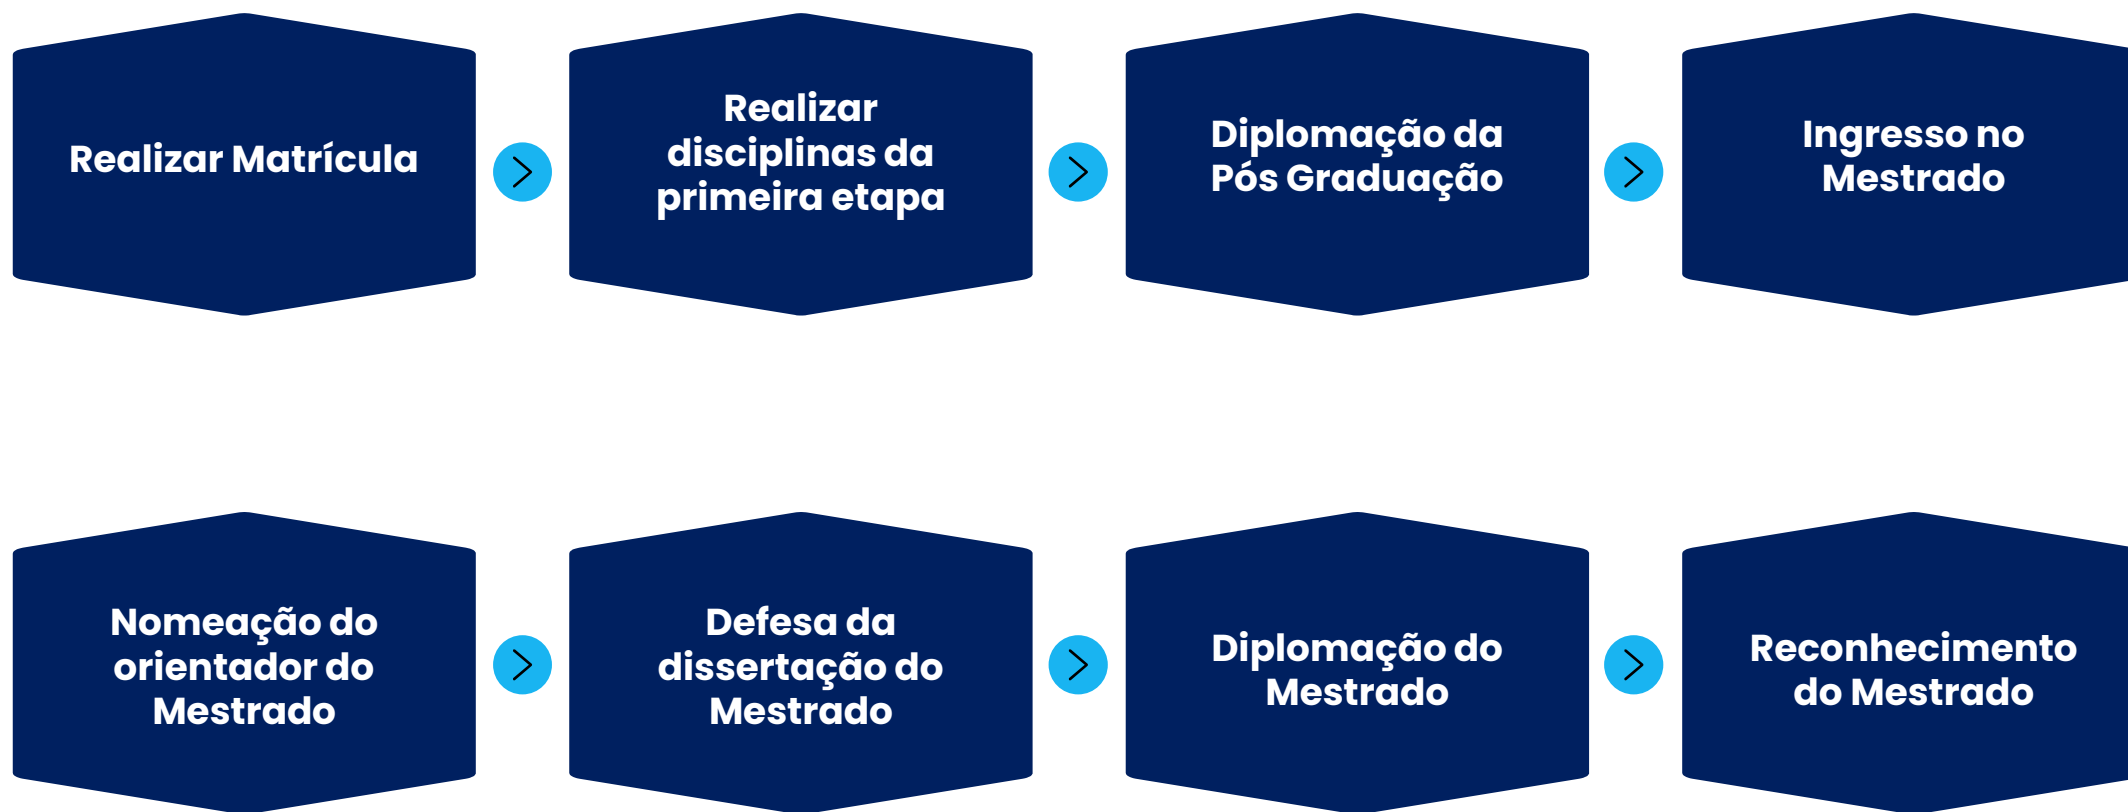 Realizar Matrícula
Realizar
disciplinas da
primeira etapa
Diplomação da
Pós Graduação
Ingresso no
Mestrado
Nomeação do
orientador do
Mestrado
Defesa da
dissertação do
Mestrado
Diplomação do
Mestrado
Reconhecimento
do Mestrado